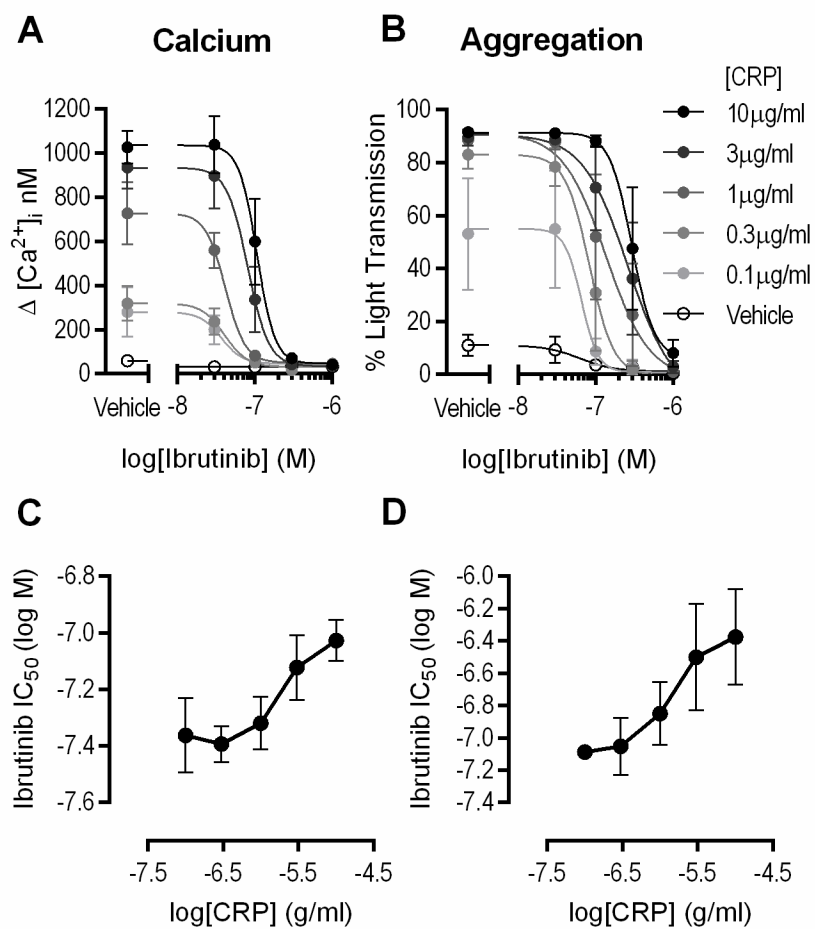 A
Calcium
Δ [Ca²⁺]ᵢ nM
1200
1000
800
600
400
200
0
Vehicle
-8
-7
-6
log[Ibrutinib] (M)
B
Aggregation
% Light Transmission
100
80
60
40
20
0
Vehicle
-8
-7
-6
log[Ibrutinib] (M)
[CRP]
10μg/ml
3μg/ml
1μg/ml
0.3μg/ml
0.1μg/ml
Vehicle
C
Ibrutinib IC₅₀ (log M)
-6.8
-7.0
-7.2
-7.4
-7.6
-7.5
-6.5
-5.5
-4.5
log[CRP] (g/ml)
D
Ibrutinib IC₅₀ (log M)
-6.0
-6.2
-6.4
-6.6
-6.8
-7.0
-7.2
-7.4
-7.5
-6.5
-5.5
-4.5
log[CRP] (g/ml)